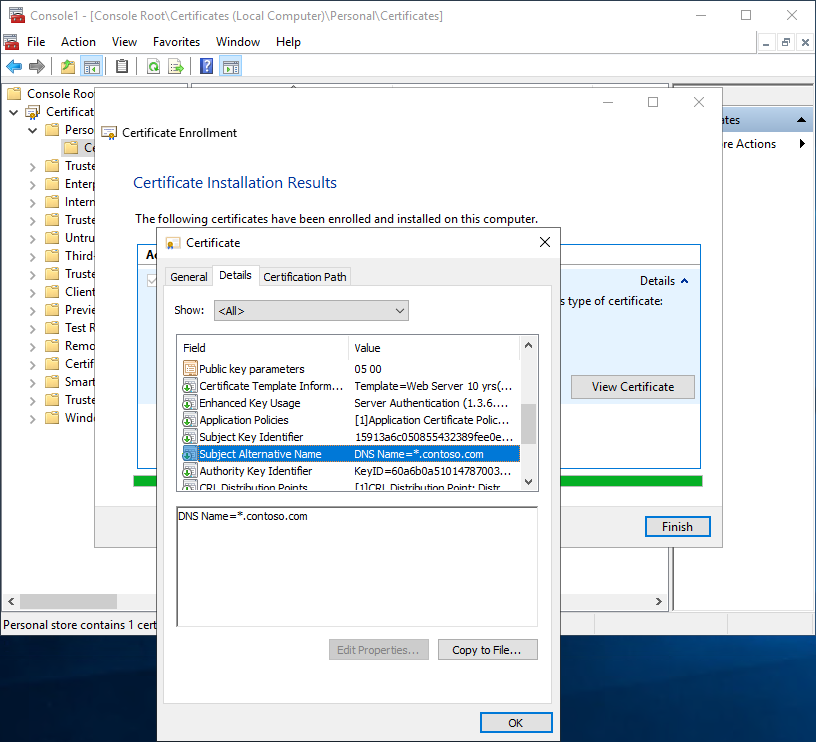 Console1 - [Console Root\Certificates (Local Computer)\Personal\Certificates]
File Action View Favorites Window Help
Console Roo
Certificat
Perso
Ce
Truste
Enterp
Interm
Truste
Untru
Third-
Truste
Client
Previe
Test R
Remo
Certif
Smart
Truste
Windo
ates
re Actions
Certificate Enrollment
Certificate Installation Results
The following certificates have been enrolled and installed on this computer.
Details
s type of certificate:
View Certificate
Finish
Certificate
General Details Certification Path
Show: <All>
Field Value
Public key parameters 05 00
Certificate Template Inform... Template=Web Server 10 yrs(...
Enhanced Key Usage Server Authentication (1.3.6....
Application Policies [1]Application Certificate Polic...
Subject Key Identifier 15913a6c050855432389fee0e...
Subject Alternative Name DNS Name=*.contoso.com
Authority Key Identifier KeyID=60a6b0a51014787003...
CRL Distribution Points [1]CRL Distribution Point: Distr...
DNS Name=*.contoso.com
Edit Properties... Copy to File...
OK
Personal store contains 1 cert